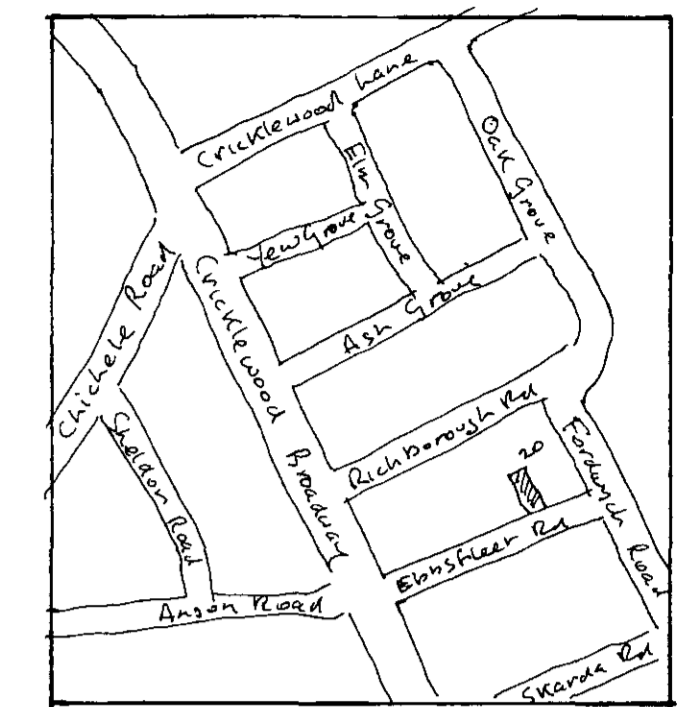 Cricklewood Lane
Oak Grove
Elm Grove
Yew Grove
Ash Grove
Chichele Road
Cricklewood Broadway
Sheldon Road
Richborough Rd
20
Fordwych Road
Ebbsfleet Rd
Anson Road
Skarda Rd